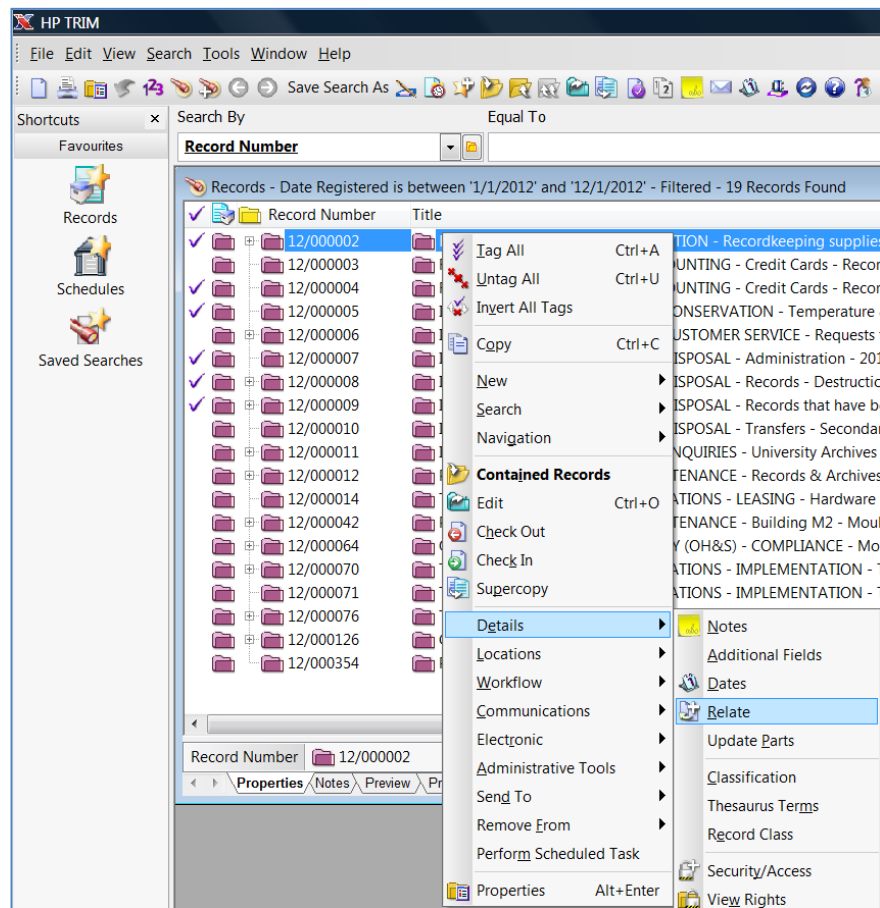 HP TRIM
File Edit View Search Tools Window Help
Save Search As
Shortcuts
Favourites
Records
Schedules
Saved Searches
Search By
Equal To
Record Number
Records - Date Registered is between '1/1/2012' and '12/1/2012' - Filtered - 19 Records Found
Record Number Title
12/000002 TION - Recordkeeping supplies
12/000003 UNTING - Credit Cards - Recor
12/000004 UNTING - Credit Cards - Recor
12/000005 ONSERVATION - Temperature
12/000006 USTOMER SERVICE - Requests
12/000007 ISPOSAL - Administration - 201
12/000008 ISPOSAL - Records - Destructio
12/000009 ISPOSAL - Records that have b
12/000010 ISPOSAL - Transfers - Seconda
12/000011 NQUIRIES - University Archives
12/000012 TENANCE - Records & Archives
12/000014 ATIONS - LEASING - Hardware
12/000042 TENANCE - Building M2 - Moul
12/000064 Y (OH&S) - COMPLIANCE - Mo
12/000070 ATIONS - IMPLEMENTATION - T
12/000071 ATIONS - IMPLEMENTATION - T
12/000076
12/000126
12/000354
Record Number 12/000002
Properties Notes Preview Pr
Tag All Ctrl+A
Untag All Ctrl+U
Invert All Tags
Copy Ctrl+C
New
Search
Navigation
Contained Records
Edit Ctrl+O
Check Out
Check In
Supercopy
Details
Locations
Workflow
Communications
Electronic
Administrative Tools
Send To
Remove From
Perform Scheduled Task
Properties Alt+Enter
Notes
Additional Fields
Dates
Relate
Update Parts
Classification
Thesaurus Terms
Record Class
Security/Access
View Rights